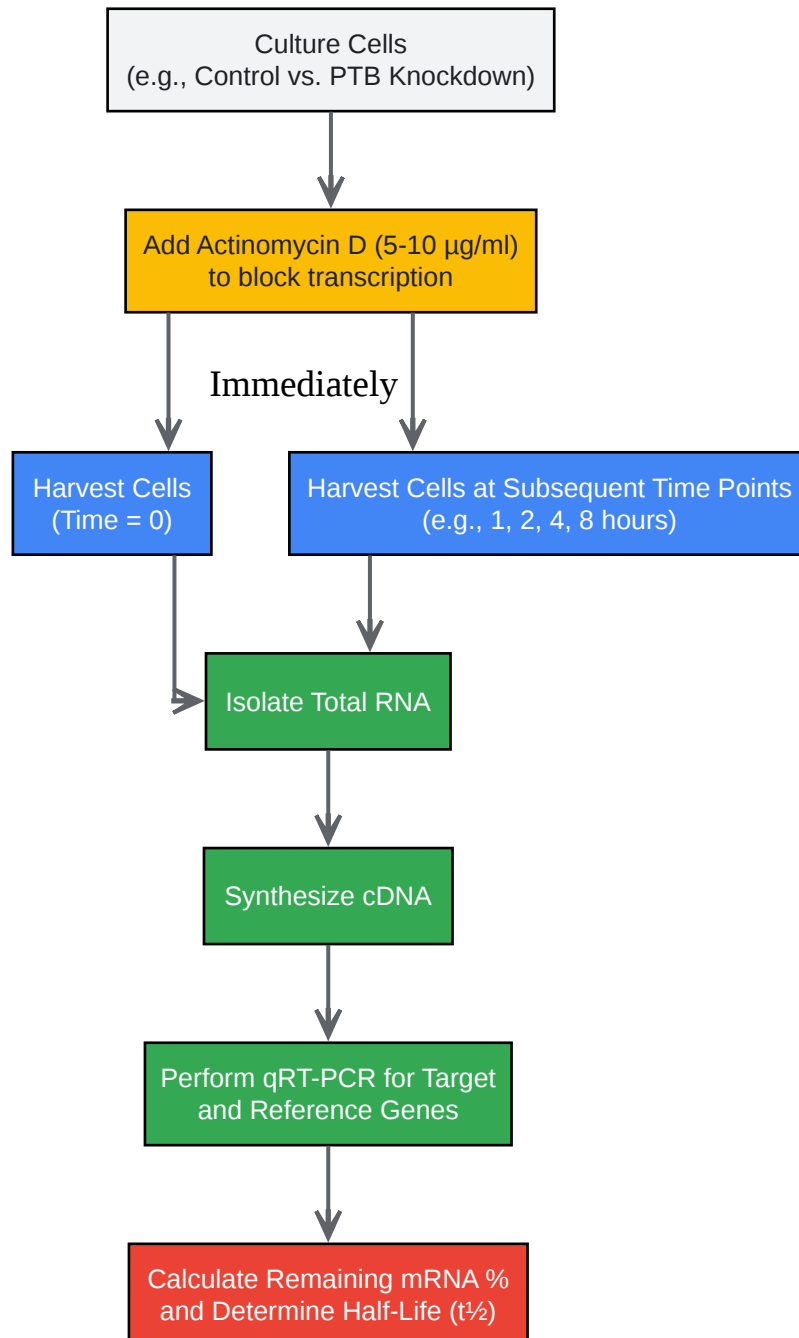 Culture Cells
(e.g., Control vs. PTB Knockdown)
Add Actinomycin D (5-10 µg/ml)
to block transcription
Immediately
Harvest Cells
(Time = 0)
Harvest Cells at Subsequent Time Points
(e.g., 1, 2, 4, 8 hours)
Isolate Total RNA
Synthesize cDNA
Perform qRT-PCR for Target
and Reference Genes
Calculate Remaining mRNA %
and Determine Half-Life (t½)